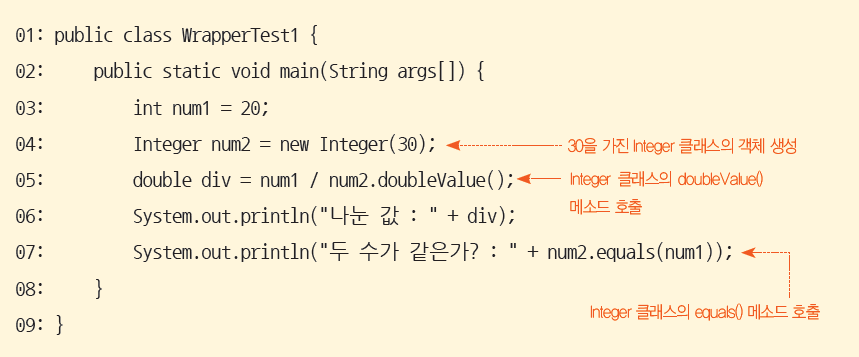 01: public class WrapperTest1 {
02: public static void main(String args[]) {
03: int num1 = 20;
04: Integer num2 = new Integer(30);
30을 가진 Integer 클래스의 객체 생성
05: double div = num1 / num2.doubleValue();
Integer 클래스의 doubleValue()
메소드 호출
06: System.out.println("나눈 값 : " + div);
07: System.out.println("두 수가 같은가? : " + num2.equals(num1));
08: }
Integer 클래스의 equals() 메소드 호출
09: }